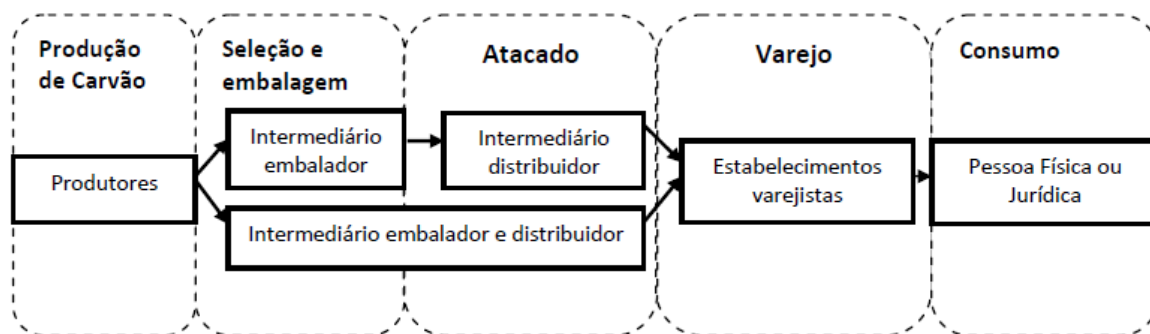 Produção
de Carvão
Seleção e
embalagem
Atacado
Varejo
Consumo
Produtores
Intermediário
embalador
Intermediário
distribuidor
Intermediário embalador e distribuidor
Estabelecimentos
varejistas
Pessoa Física ou
Jurídica